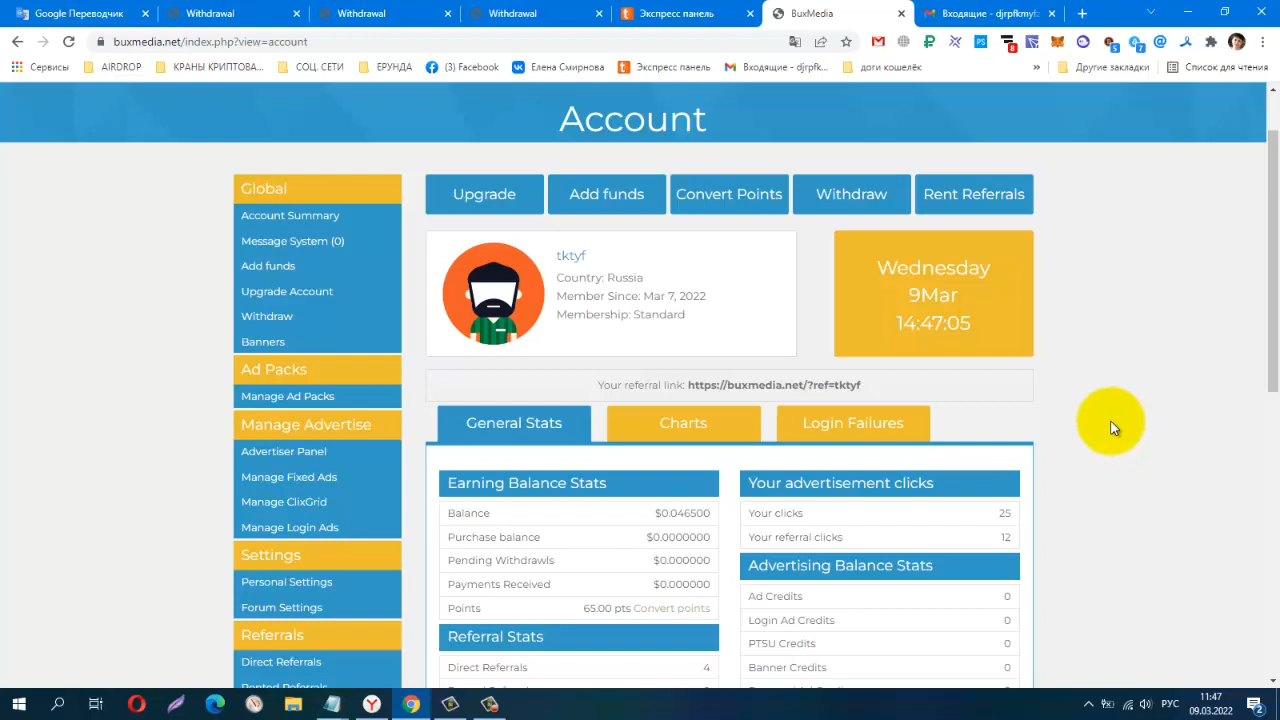 Google Переводчик
Withdrawal
Withdrawal
Withdrawal
Экспресс панель
BuxMedia
Входящие - djrpfkmyf
buxmedia.net/index.php?view=account
Сервисы
AIRDROP
КРАНЫ КРИПТОВА...
СОЦ. СЕТИ
ЕРУНДА
(3) Facebook
Елена Смирнова
Экспресс панель
Входящие - djrpfk...
доги кошелёк
»
Другие закладки
Список для чтения
Account
Global
Account Summary
Message System (0)
Add funds
Upgrade Account
Withdraw
Banners
Ad Packs
Manage Ad Packs
Manage Advertise
Advertiser Panel
Manage Fixed Ads
Manage ClixGrid
Manage Login Ads
Settings
Personal Settings
Forum Settings
Referrals
Direct Referrals
Upgrade
Add funds
Convert Points
Withdraw
Rent Referrals
tktyf
Country: Russia
Member Since: Mar 7, 2022
Membership: Standard
Wednesday
9Mar
14:47:05
Your referral link: https://buxmedia.net/?ref=tktyf
General Stats
Charts
Login Failures
Earning Balance Stats
Balance $0.046500
Purchase balance $0.0000000
Pending Withdrawls $0.000000
Payments Received $0.000000
Points 65.00 pts Convert points
Referral Stats
Direct Referrals 4
Your advertisement clicks
Your clicks 25
Your referral clicks 12
Advertising Balance Stats
Ad Credits 0
Login Ad Credits 0
PTSU Credits 0
Banner Credits 0
РУС
11:47
09.03.2022